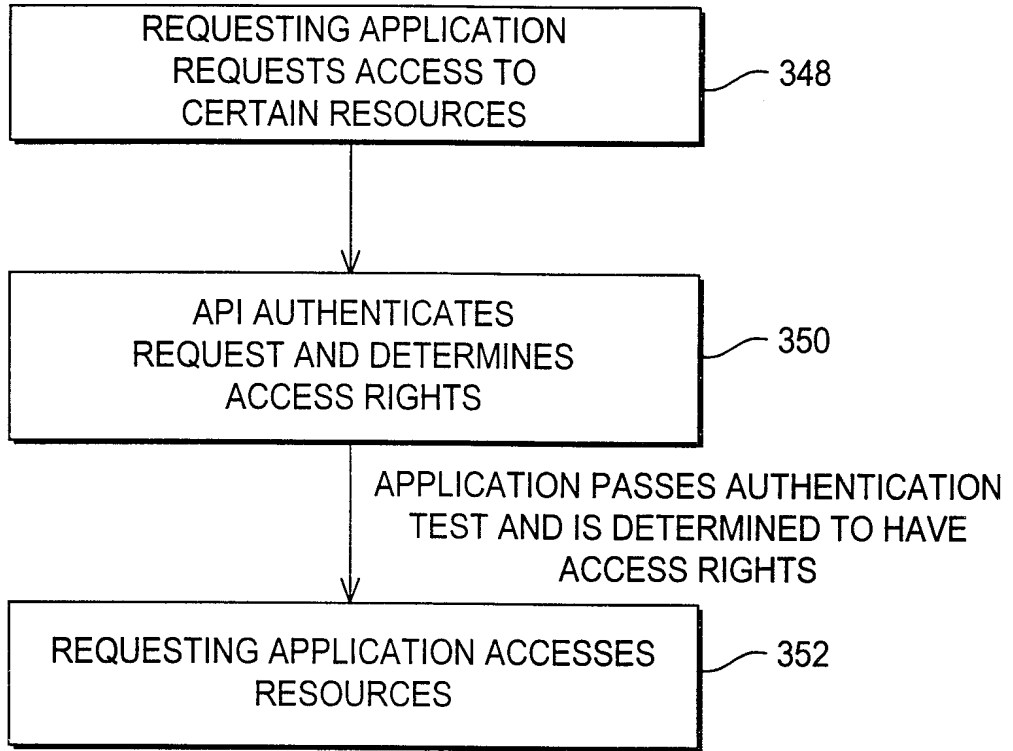 REQUESTING APPLICATION
REQUESTS ACCESS TO
CERTAIN RESOURCES
348
API AUTHENTICATES
REQUEST AND DETERMINES
ACCESS RIGHTS
350
APPLICATION PASSES AUTHENTICATION
TEST AND IS DETERMINED TO HAVE
ACCESS RIGHTS
REQUESTING APPLICATION ACCESSES
RESOURCES
352